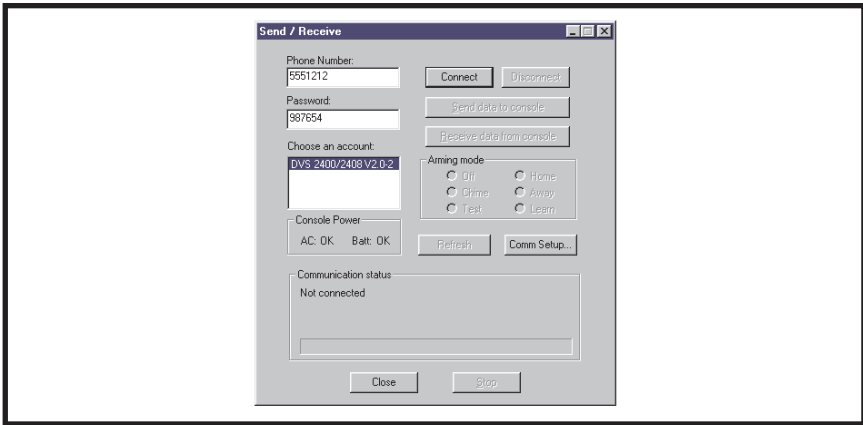 Send / Receive
Phone Number:
5551212
Connect Disconnect
Password:
Send data to console
987654
Receive data from console
Choose an account:
DVS 2400/2408 V2.0-2
Arming mode
Off Home
Chime Away
Test Learn
Console Power
AC: OK Batt: OK
Refresh Comm Setup...
Communication status
Not connected
Close Stop